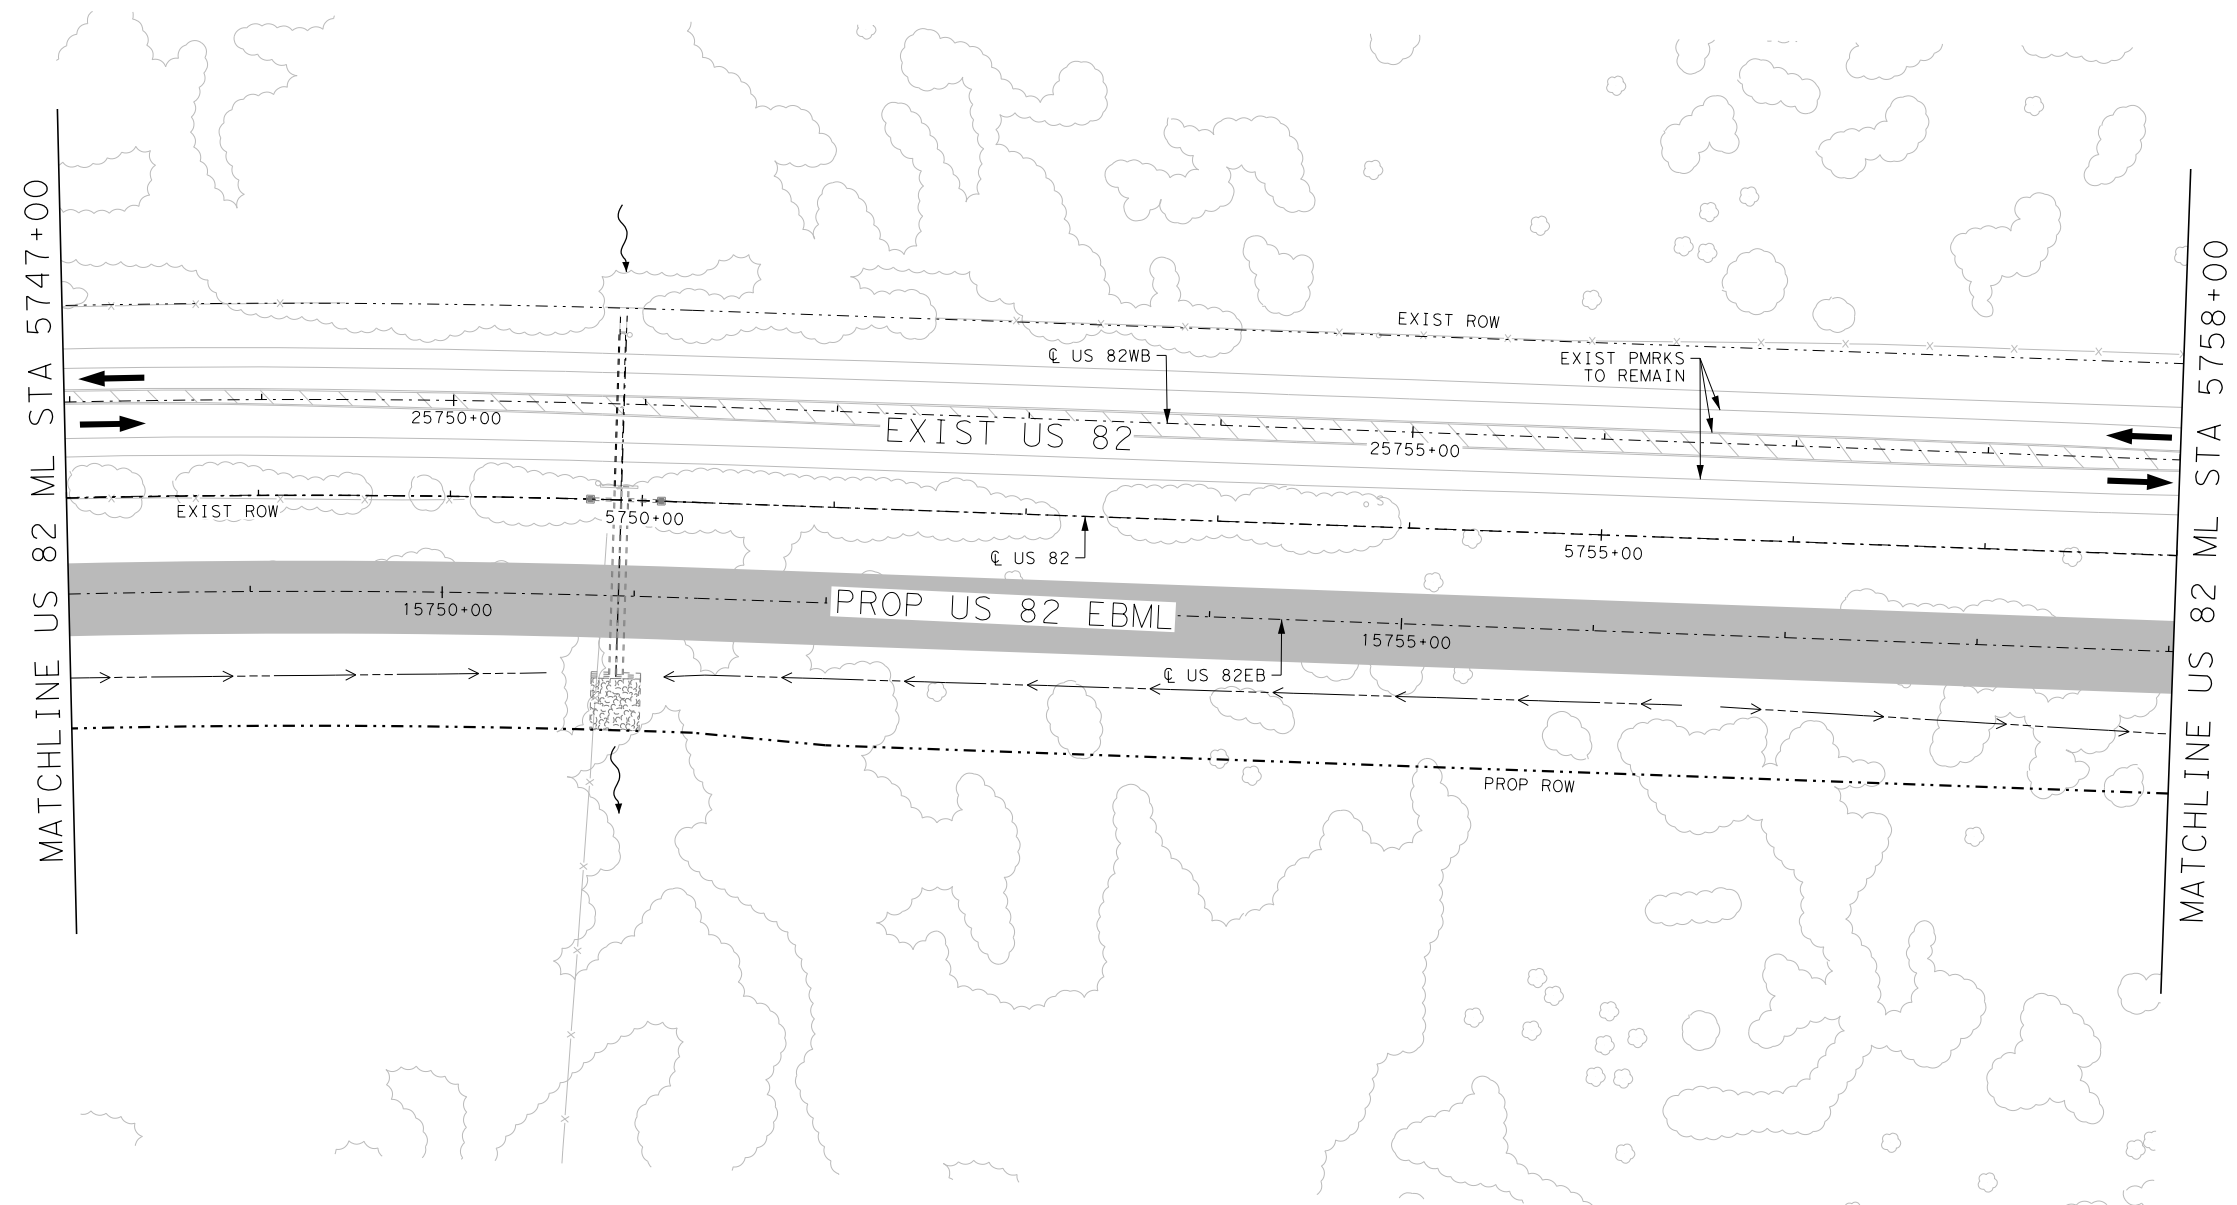 MATCHLINE US 82 ML STA 5747+00
EXIST ROW
℄ US 82WB
EXIST PMRKS
TO REMAIN
25750+00
EXIST US 82
25755+00
EXIST ROW
5750+00
℄ US 82
5755+00
15750+00
PROP US 82 EBML
15755+00
℄ US 82EB
PROP ROW
MATCHLINE US 82 ML STA 5758+00